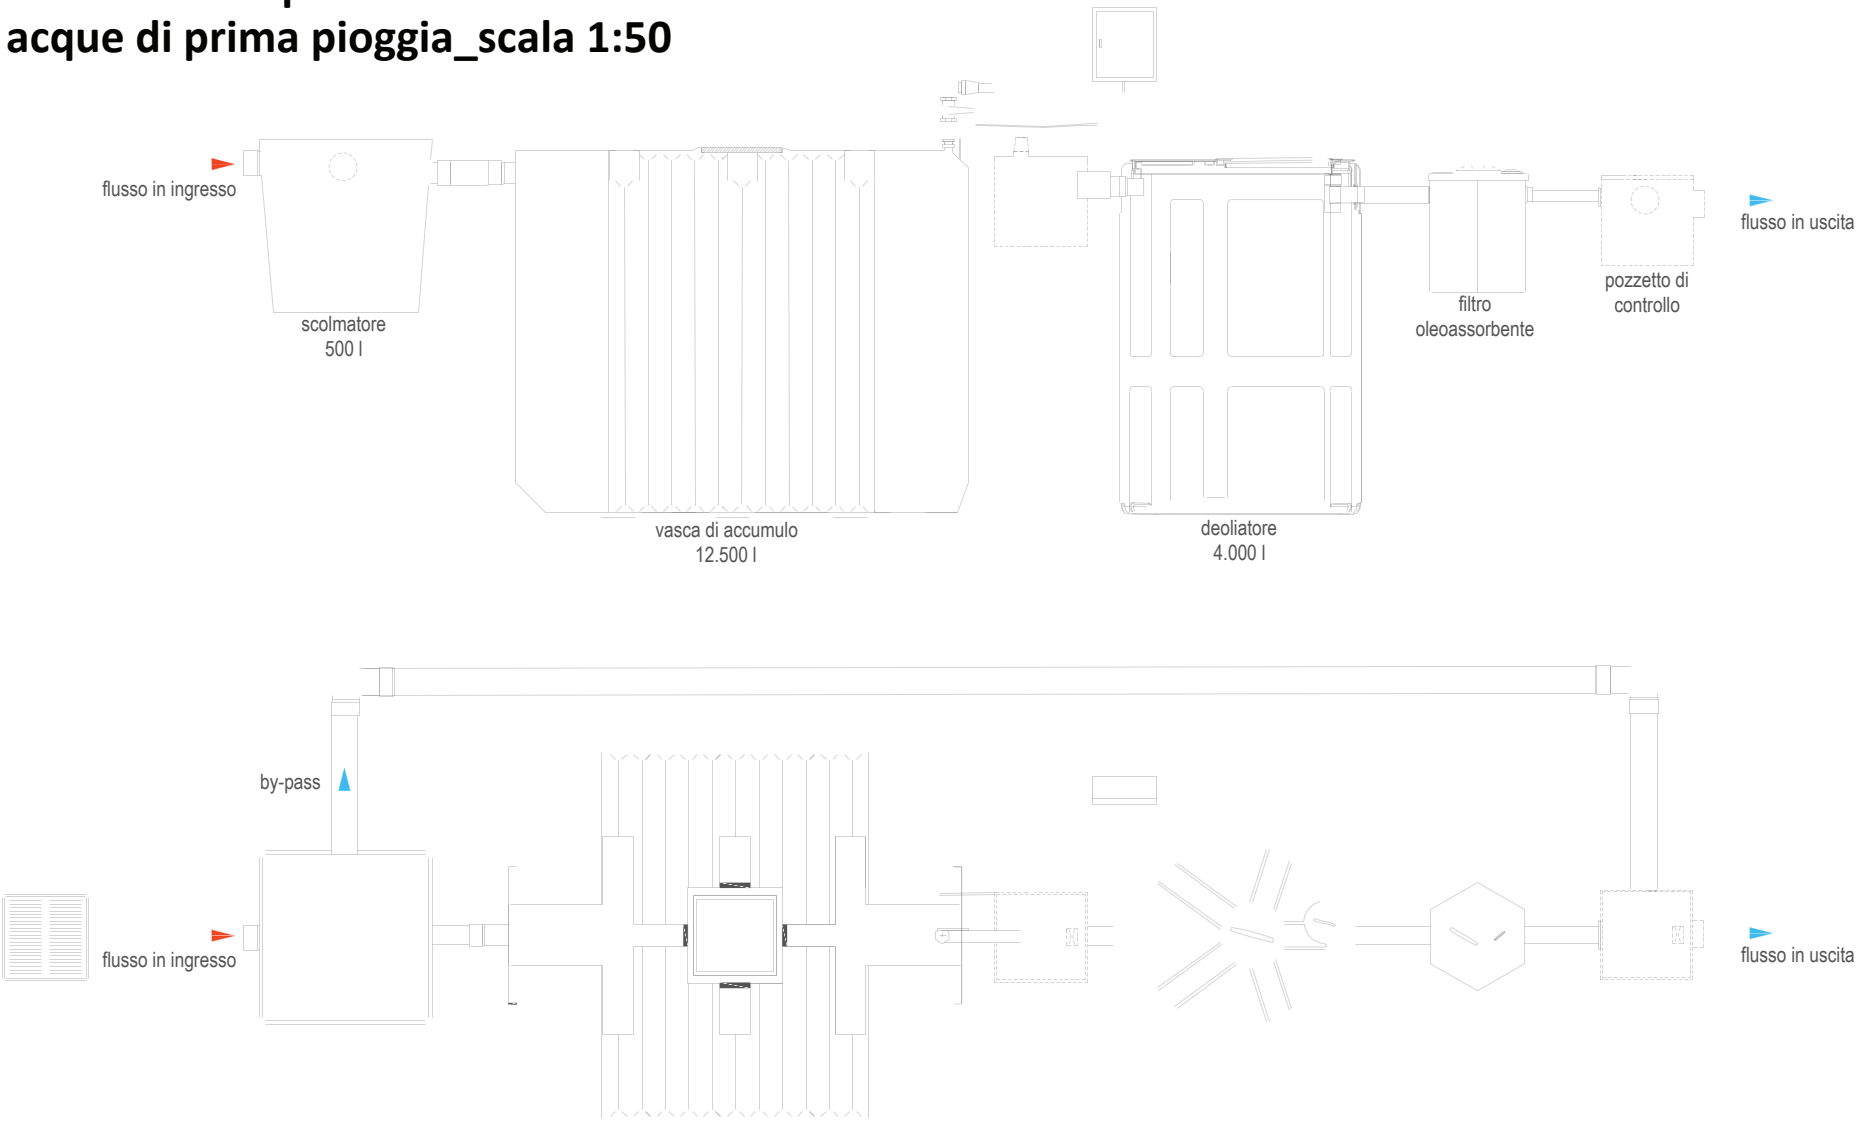 acque di prima pioggia_scala 1:50
flusso in ingresso
scolmatore
500 l
vasca di accumulo
12.500 l
deoliatore
4.000 l
filtro
oleoassorbente
pozzetto di
controllo
flusso in uscita
by-pass
flusso in ingresso
flusso in uscita